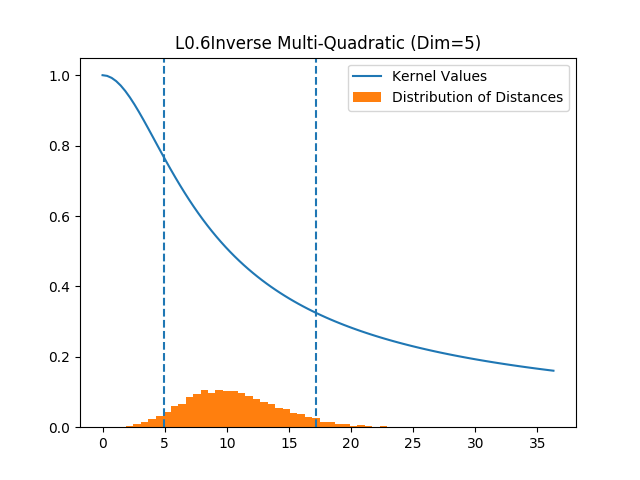 L0.6Inverse Multi-Quadratic (Dim=5)
Kernel Values
Distribution of Distances
1.0
0.8
0.6
0.4
0.2
0.0
0 5 10 15 20 25 30 35